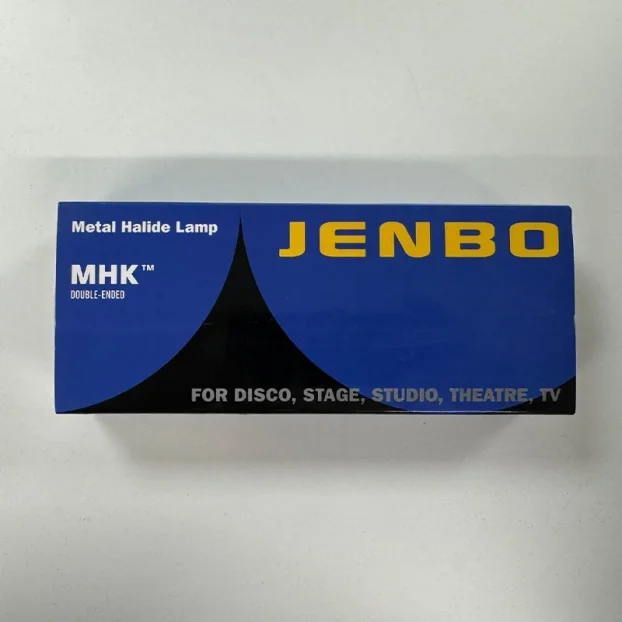 Metal Halide Lamp
JENBO
MHK™
DOUBLE-ENDED
FOR DISCO, STAGE, STUDIO, THEATRE, TV